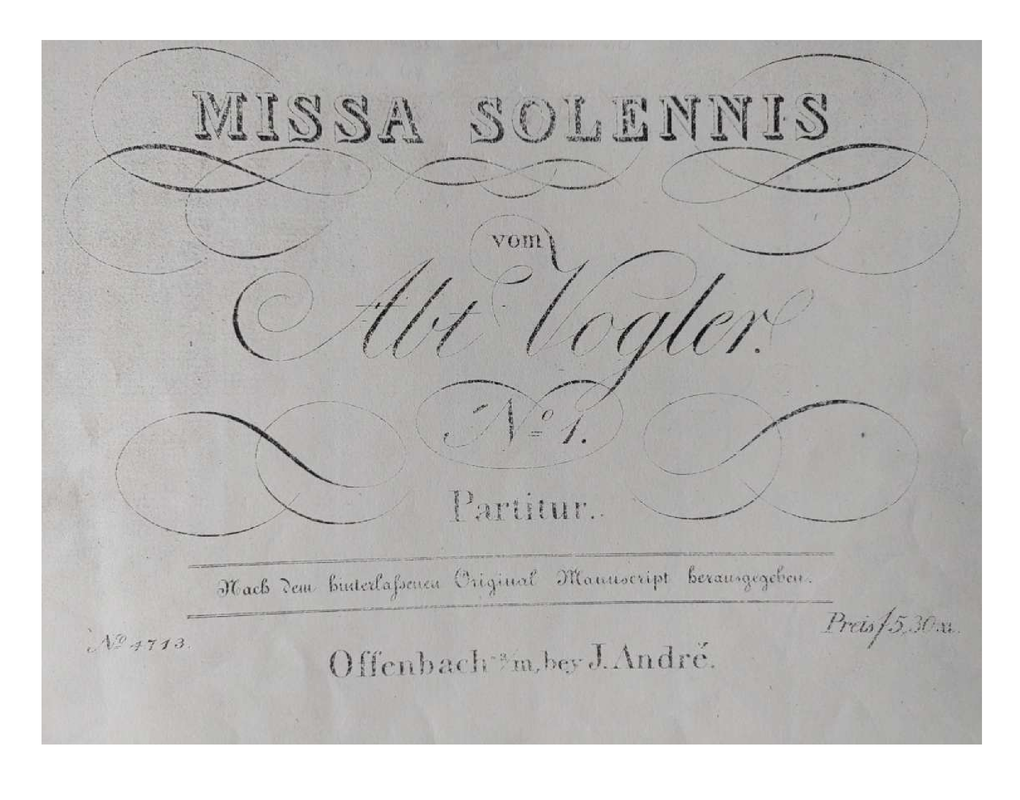 MISSA SOLENNIS
vom
Abt Vogler.
No 1.
Partitur.
Nach dem hinterlaſsenen Original Manuscript herausgegeben.
No 4713.
Preis f 5,30 xr.
Offenbach a/m, bey J. André.